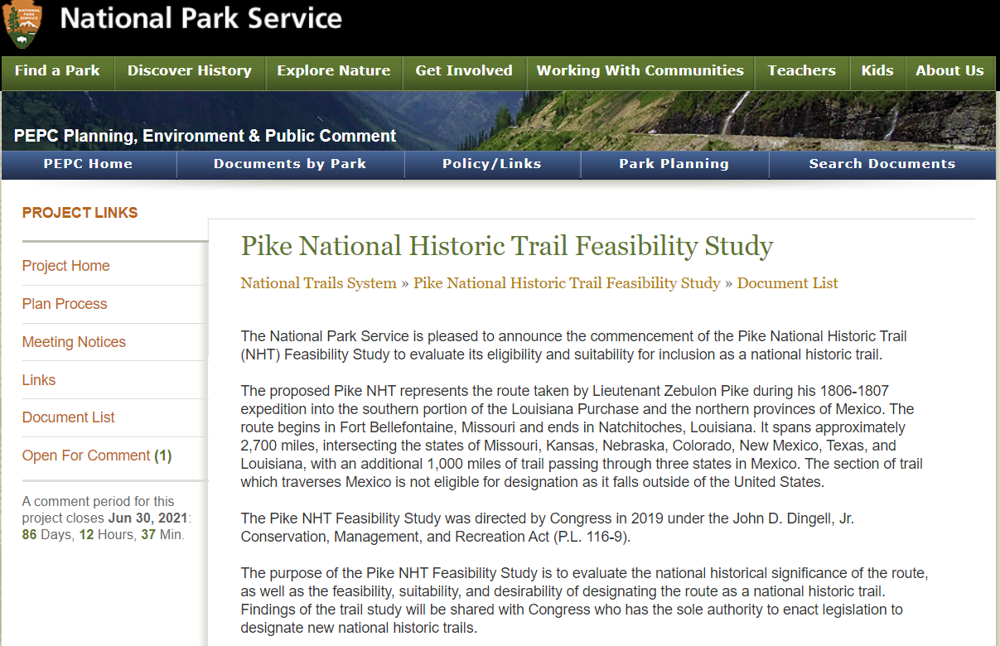 National Park Service
Find a Park
Discover History
Explore Nature
Get Involved
Working With Communities
Teachers
Kids
About Us
PEPC Planning, Environment & Public Comment
PEPC Home
Documents by Park
Policy/Links
Park Planning
Search Documents
PROJECT LINKS
Project Home
Plan Process
Meeting Notices
Links
Document List
Open For Comment (1)
A comment period for this
project closes Jun 30, 2021:
86 Days, 12 Hours, 37 Min.
Pike National Historic Trail Feasibility Study
National Trails System » Pike National Historic Trail Feasibility Study » Document List
The National Park Service is pleased to announce the commencement of the Pike National Historic Trail
(NHT) Feasibility Study to evaluate its eligibility and suitability for inclusion as a national historic trail.
The proposed Pike NHT represents the route taken by Lieutenant Zebulon Pike during his 1806-1807
expedition into the southern portion of the Louisiana Purchase and the northern provinces of Mexico. The
route begins in Fort Bellefontaine, Missouri and ends in Natchitoches, Louisiana. It spans approximately
2,700 miles, intersecting the states of Missouri, Kansas, Nebraska, Colorado, New Mexico, Texas, and
Louisiana, with an additional 1,000 miles of trail passing through three states in Mexico. The section of trail
which traverses Mexico is not eligible for designation as it falls outside of the United States.
The Pike NHT Feasibility Study was directed by Congress in 2019 under the John D. Dingell, Jr.
Conservation, Management, and Recreation Act (P.L. 116-9).
The purpose of the Pike NHT Feasibility Study is to evaluate the national historical significance of the route,
as well as the feasibility, suitability, and desirability of designating the route as a national historic trail.
Findings of the trail study will be shared with Congress who has the sole authority to enact legislation to
designate new national historic trails.